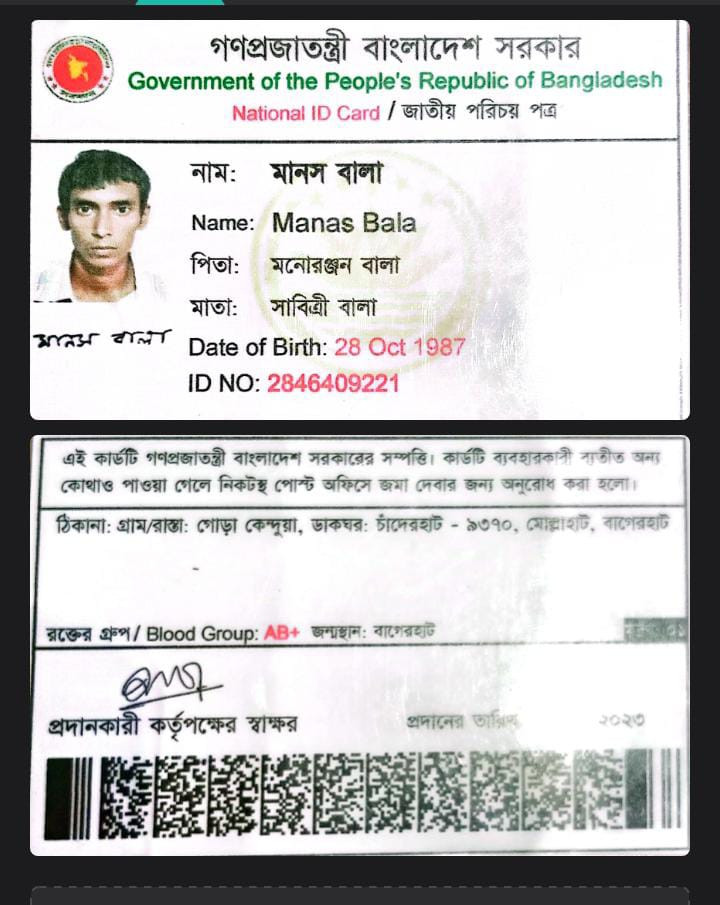 গণপ্রজাতন্ত্রী বাংলাদেশ সরকার
Government of the People's Republic of Bangladesh
National ID Card / জাতীয় পরিচয় পত্র
নাম: মানস বালা
Name: Manas Bala
পিতা: মনোরঞ্জন বালা
মাতা: সাবিত্রী বালা
মানস বালা
Date of Birth: 28 Oct 1987
ID NO: 2846409221
এই কার্ডটি গণপ্রজাতন্ত্রী বাংলাদেশ সরকারের সম্পত্তি। কার্ডটি ব্যবহারকারী ব্যতীত অন্য
কোথাও পাওয়া গেলে নিকটস্থ পোস্ট অফিসে জমা দেবার জন্য অনুরোধ করা হলো।
ঠিকানা: গ্রাম/রাস্তা: গোড়া কেন্দুয়া, ডাকঘর: চাঁদেরহাট - ৯৩৭০, মোল্লাহাট, বাগেরহাট
রক্তের গ্রুপ / Blood Group: AB+ জন্মস্থান: বাগেরহাট
প্রদানকারী কর্তৃপক্ষের স্বাক্ষর প্রদানের তারিখ ২০২৩